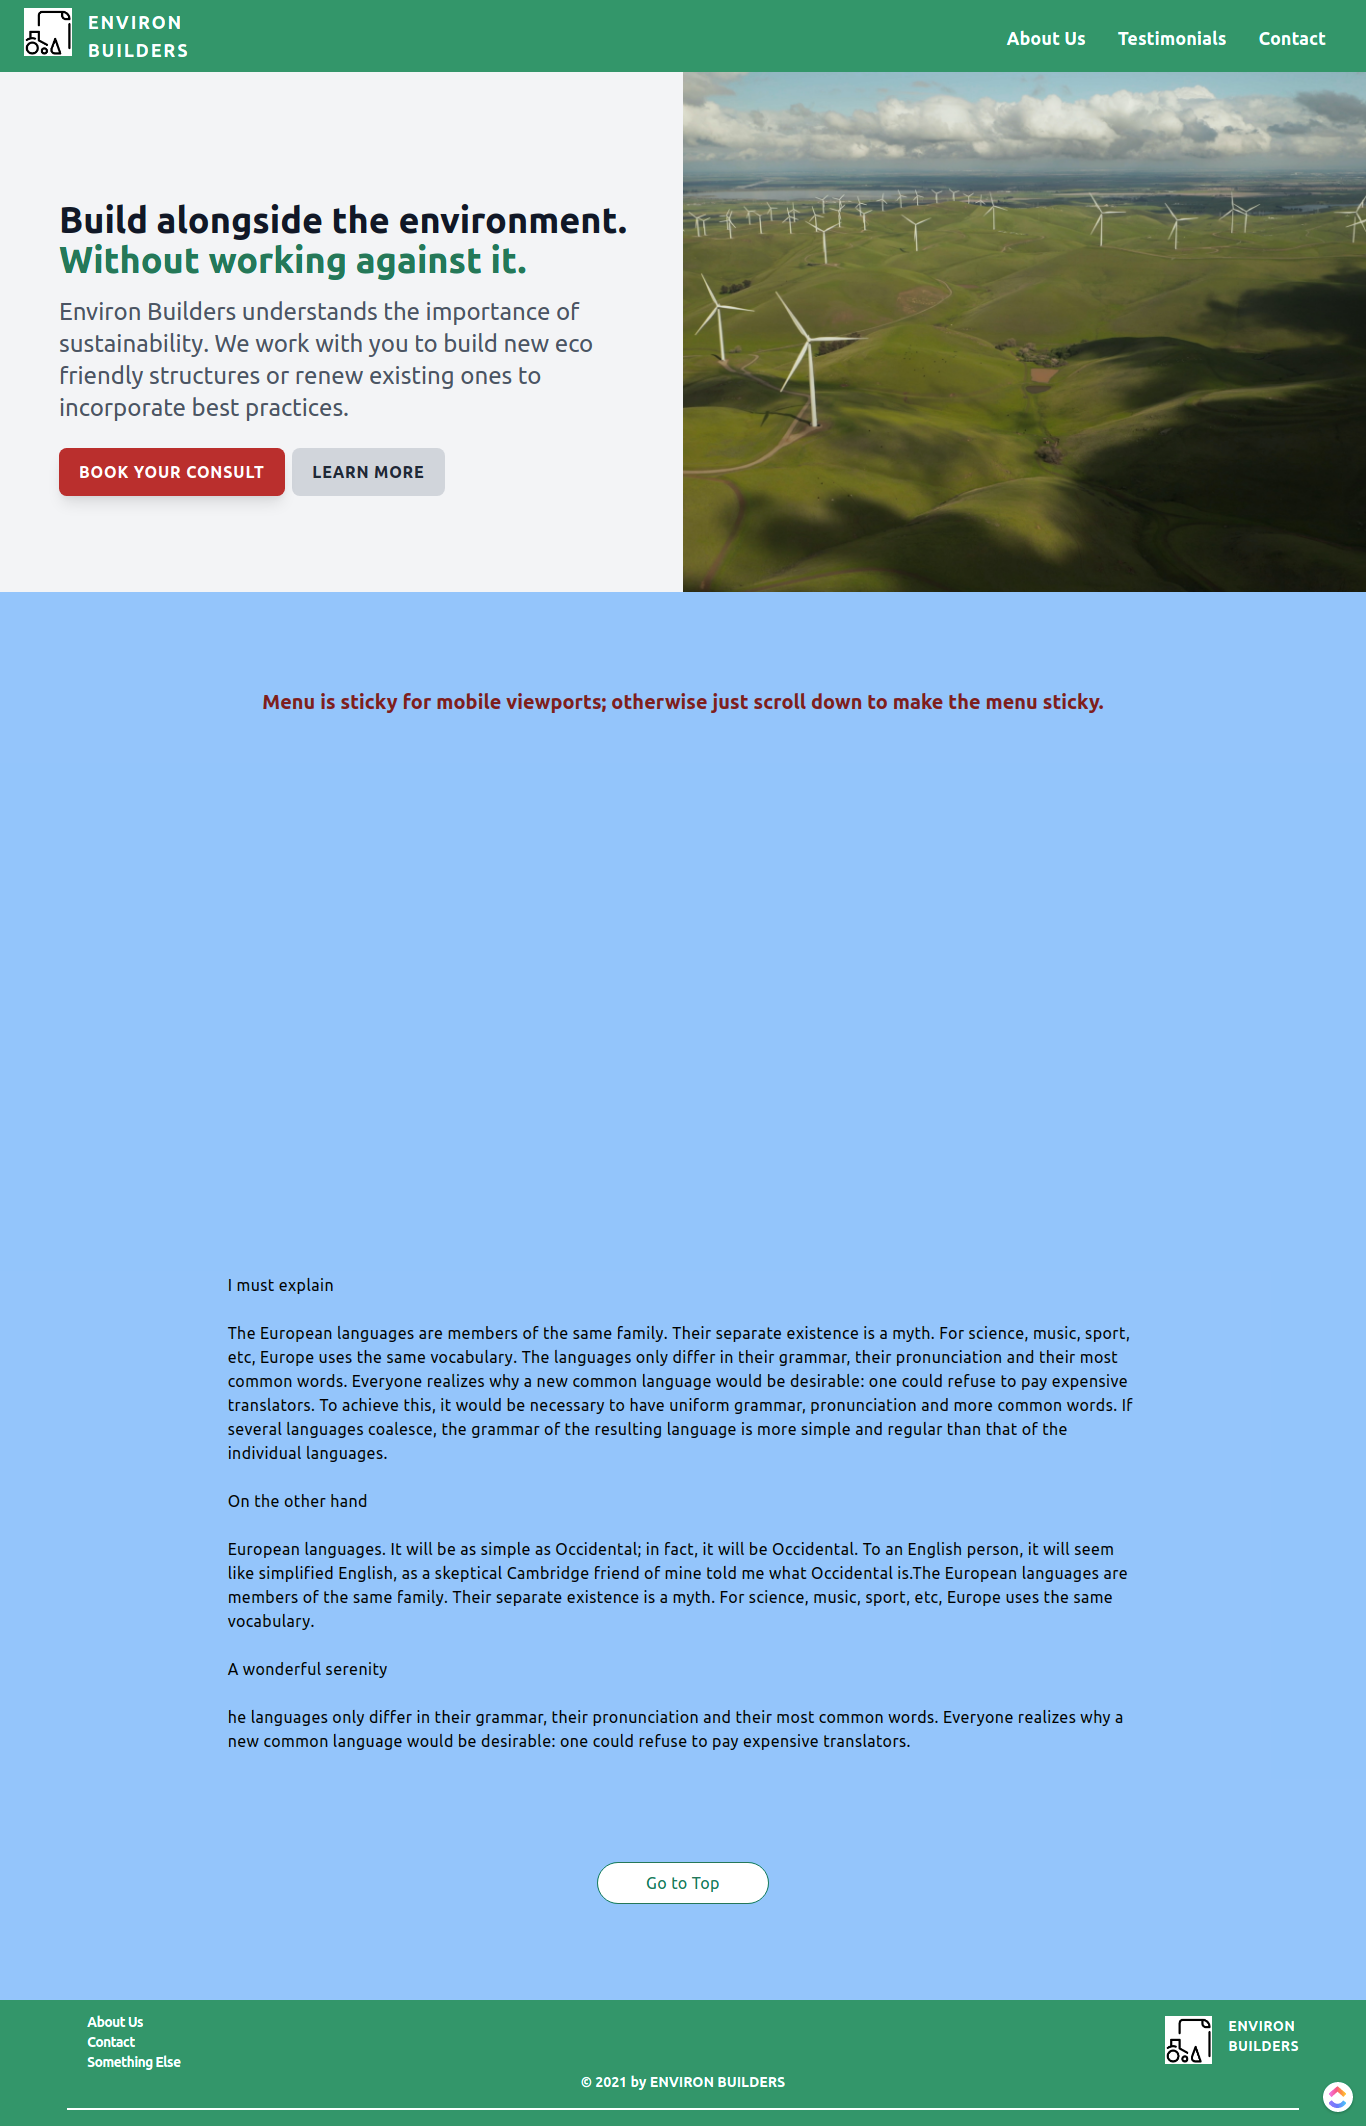 ENVIRON
BUILDERS
About Us
Testimonials
Contact
Build alongside the environment.
Without working against it.
Environ Builders understands the importance of
sustainability. We work with you to build new eco
friendly structures or renew existing ones to
incorporate best practices.
BOOK YOUR CONSULT
LEARN MORE
Menu is sticky for mobile viewports; otherwise just scroll down to make the menu sticky.
I must explain
The European languages are members of the same family. Their separate existence is a myth. For science, music, sport,
etc, Europe uses the same vocabulary. The languages only differ in their grammar, their pronunciation and their most
common words. Everyone realizes why a new common language would be desirable: one could refuse to pay expensive
translators. To achieve this, it would be necessary to have uniform grammar, pronunciation and more common words. If
several languages coalesce, the grammar of the resulting language is more simple and regular than that of the
individual languages.
On the other hand
European languages. It will be as simple as Occidental; in fact, it will be Occidental. To an English person, it will seem
like simplified English, as a skeptical Cambridge friend of mine told me what Occidental is.The European languages are
members of the same family. Their separate existence is a myth. For science, music, sport, etc, Europe uses the same
vocabulary.
A wonderful serenity
he languages only differ in their grammar, their pronunciation and their most common words. Everyone realizes why a
new common language would be desirable: one could refuse to pay expensive translators.
Go to Top
About Us
Contact
Something Else
ENVIRON
BUILDERS
© 2021 by ENVIRON BUILDERS